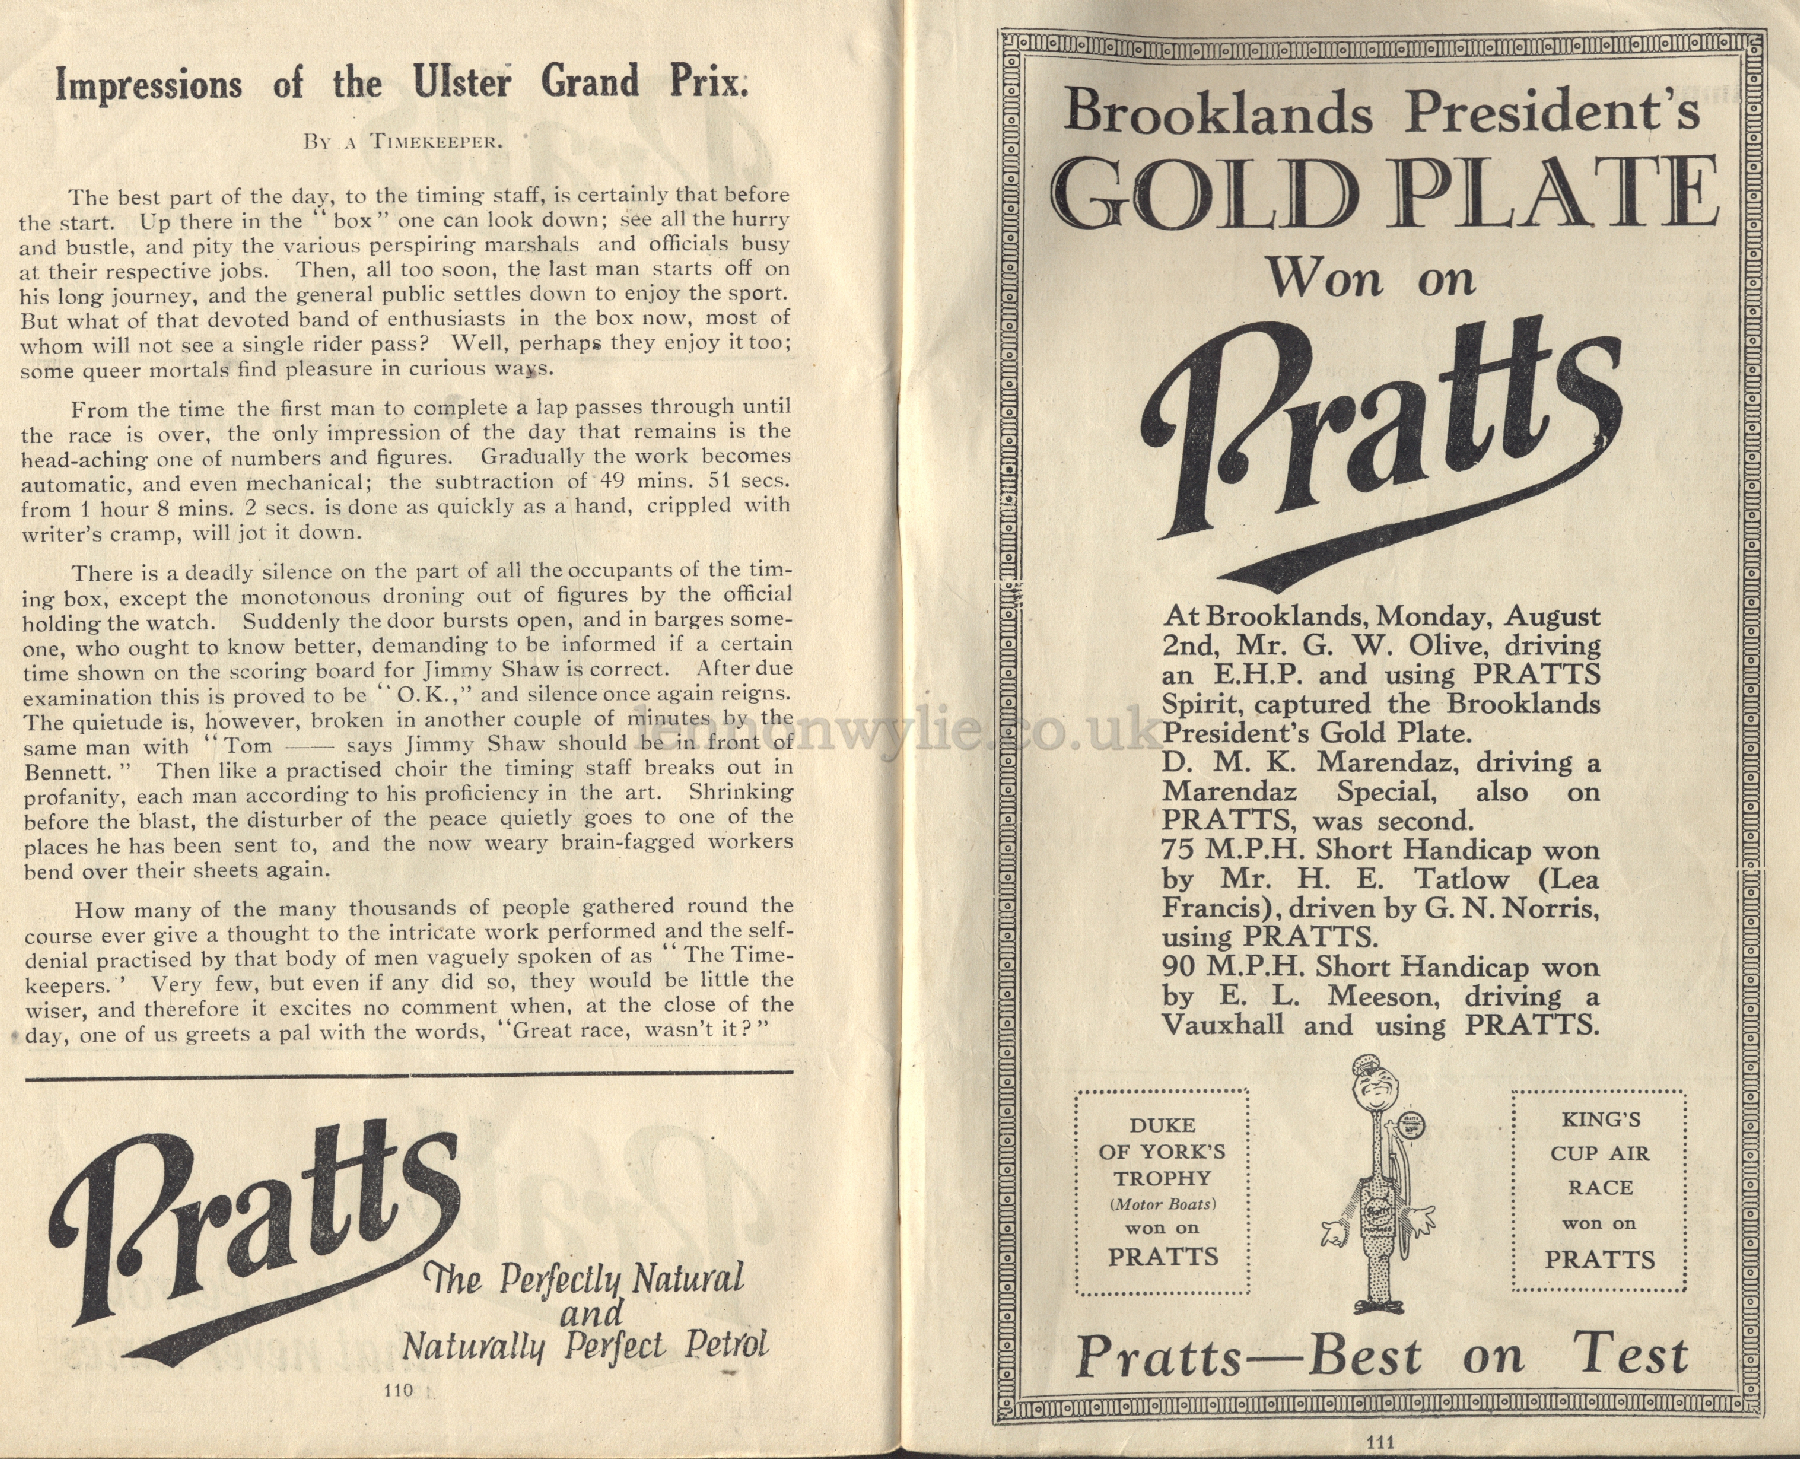 Impressions of the Ulster Grand Prix.
By a Timekeeper.
The best part of the day, to the timing staff, is certainly that before
the start. Up there in the "box" one can look down; see all the hurry
and bustle, and pity the various perspiring marshals and officials busy
at their respective jobs. Then, all too soon, the last man starts off on
his long journey, and the general public settles down to enjoy the sport.
But what of that devoted band of enthusiasts in the box now, most of
whom will not see a single rider pass? Well, perhaps they enjoy it too;
some queer mortals find pleasure in curious ways.
From the time the first man to complete a lap passes through until
the race is over, the only impression of the day that remains is the
head-aching one of numbers and figures. Gradually the work becomes
automatic, and even mechanical; the subtraction of 49 mins. 51 secs.
from 1 hour 8 mins. 2 secs. is done as quickly as a hand, crippled with
writer's cramp, will jot it down.
There is a deadly silence on the part of all the occupants of the tim-
ing box, except the monotonous droning out of figures by the official
holding the watch. Suddenly the door bursts open, and in barges some-
one, who ought to know better, demanding to be informed if a certain
time shown on the scoring board for Jimmy Shaw is correct. After due
examination this is proved to be "O.K.," and silence once again reigns.
The quietude is, however, broken in another couple of minutes by the
same man with "Tom —— says Jimmy Shaw should be in front of
Bennett." Then like a practised choir the timing staff breaks out in
profanity, each man according to his proficiency in the art. Shrinking
before the blast, the disturber of the peace quietly goes to one of the
places he has been sent to, and the now weary brain-fagged workers
bend over their sheets again.
How many of the many thousands of people gathered round the
course ever give a thought to the intricate work performed and the self-
denial practised by that body of men vaguely spoken of as "The Time-
keepers.' Very few, but even if any did so, they would be little the
wiser, and therefore it excites no comment when, at the close of the
day, one of us greets a pal with the words, "Great race, wasn't it?"
Pratts
The Perfectly Natural
and
Naturally Perfect Petrol
110
Brooklands President's
GOLD PLATE
Won on
Pratts
At Brooklands, Monday, August
2nd, Mr. G. W. Olive, driving
an E.H.P. and using PRATTS
Spirit, captured the Brooklands
President's Gold Plate.
D. M. K. Marendaz, driving a
Marendaz Special, also on
PRATTS, was second.
75 M.P.H. Short Handicap won
by Mr. H. E. Tatlow (Lea
Francis), driven by G. N. Norris,
using PRATTS.
90 M.P.H. Short Handicap won
by E. L. Meeson, driving a
Vauxhall and using PRATTS.
DUKE
OF YORK'S
TROPHY
(Motor Boats)
won on
PRATTS
KING'S
CUP AIR
RACE
won on
PRATTS
Pratts—Best on Test
111
lennonwylie.co.uk